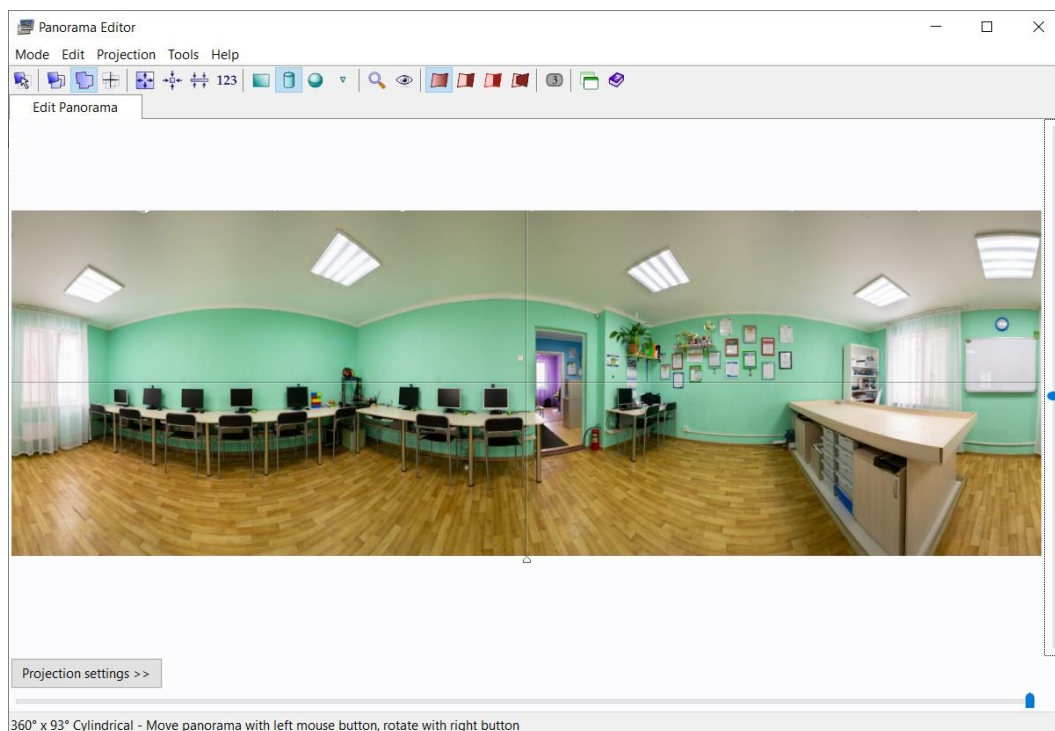 Panorama Editor
Mode Edit Projection Tools Help
123 3
Edit Panorama
Projection settings >>
360° x 93° Cylindrical - Move panorama with left mouse button, rotate with right button